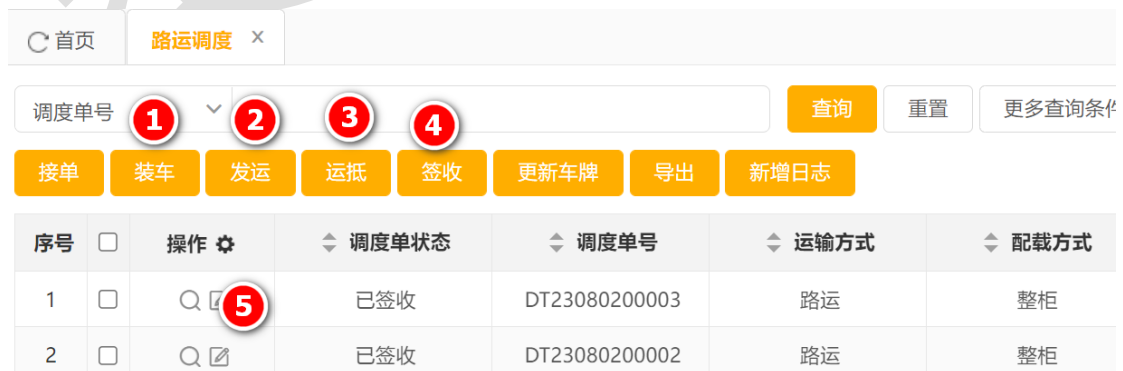 首页 路运调度 ×
调度单号 查询 重置 更多查询条件
1 2 3 4
接单 装车 发运 运抵 签收 更新车牌 导出 新增日志
序号 操作 调度单状态 调度单号 运输方式 配载方式
1 5 已签收 DT23080200003 路运 整柜
2 已签收 DT23080200002 路运 整柜